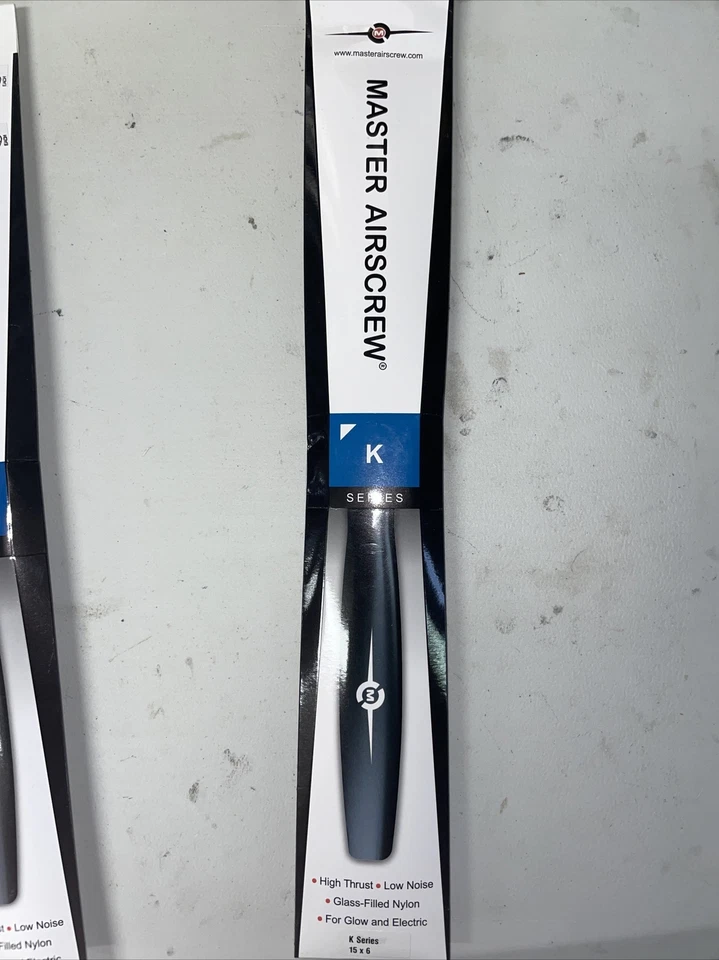 M
www.masterairscrew.com
MASTER AIRSCREW®
K
SERIES
M
• High Thrust • Low Noise
• Glass-Filled Nylon
• For Glow and Electric
K Series
15 x 6
• Low Noise
Filled Nylon